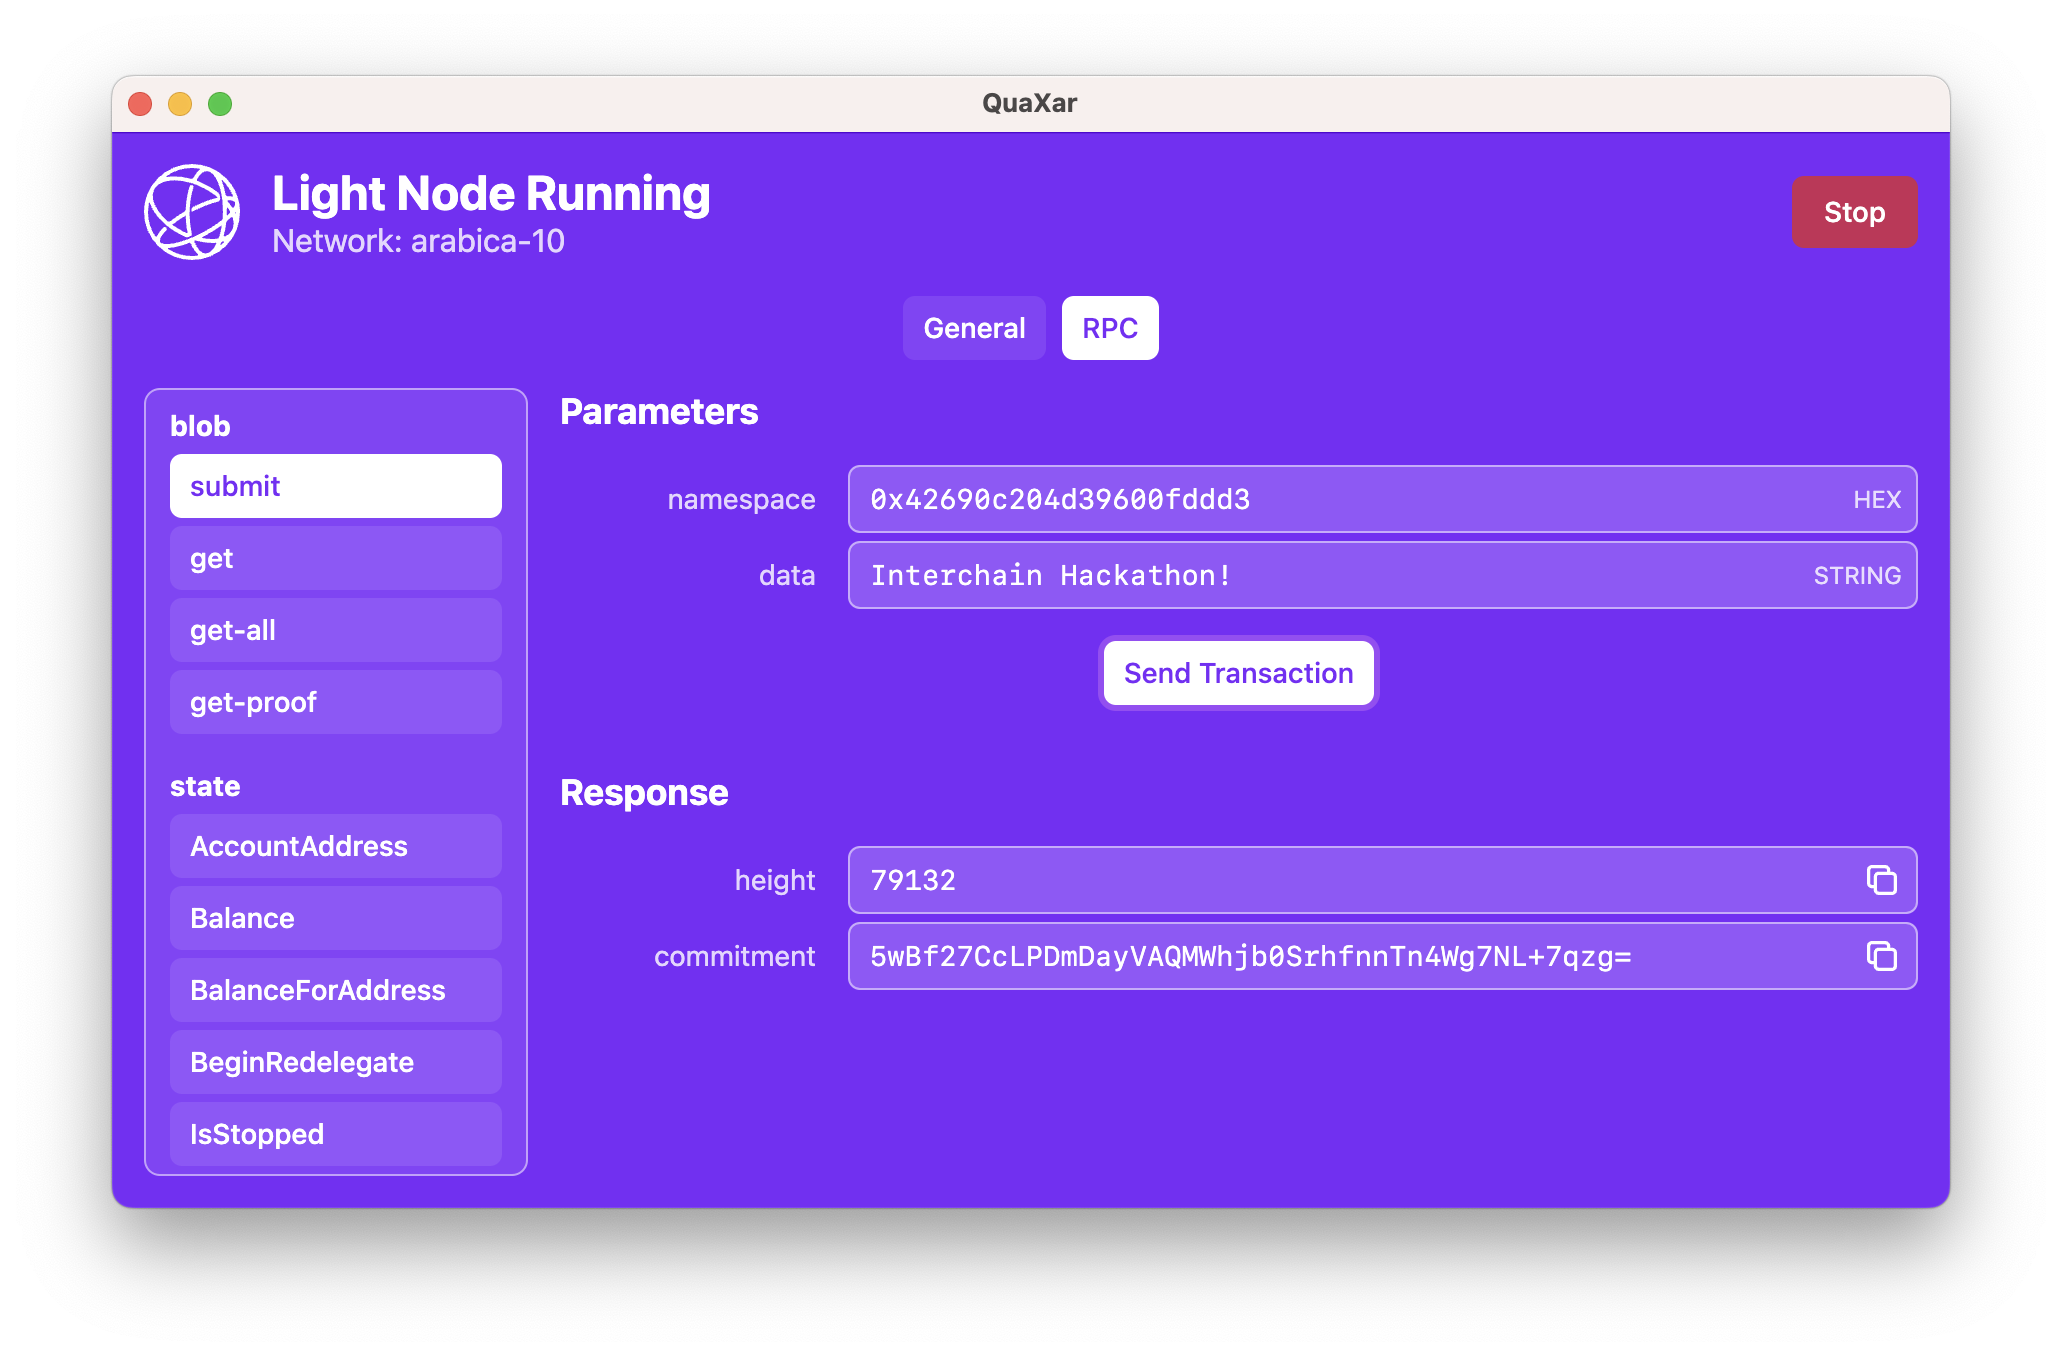 QuaXar
Light Node Running
Network: arabica-10
Stop
General
RPC
blob
submit
get
get-all
get-proof
state
AccountAddress
Balance
BalanceForAddress
BeginRedelegate
IsStopped
Parameters
namespace 0x42690c204d39600fddd3 HEX
data Interchain Hackathon! STRING
Send Transaction
Response
height 79132
commitment 5wBf27CcLPDmDayVAQMWhjb0SrhfnnTn4Wg7NL+7qzg=